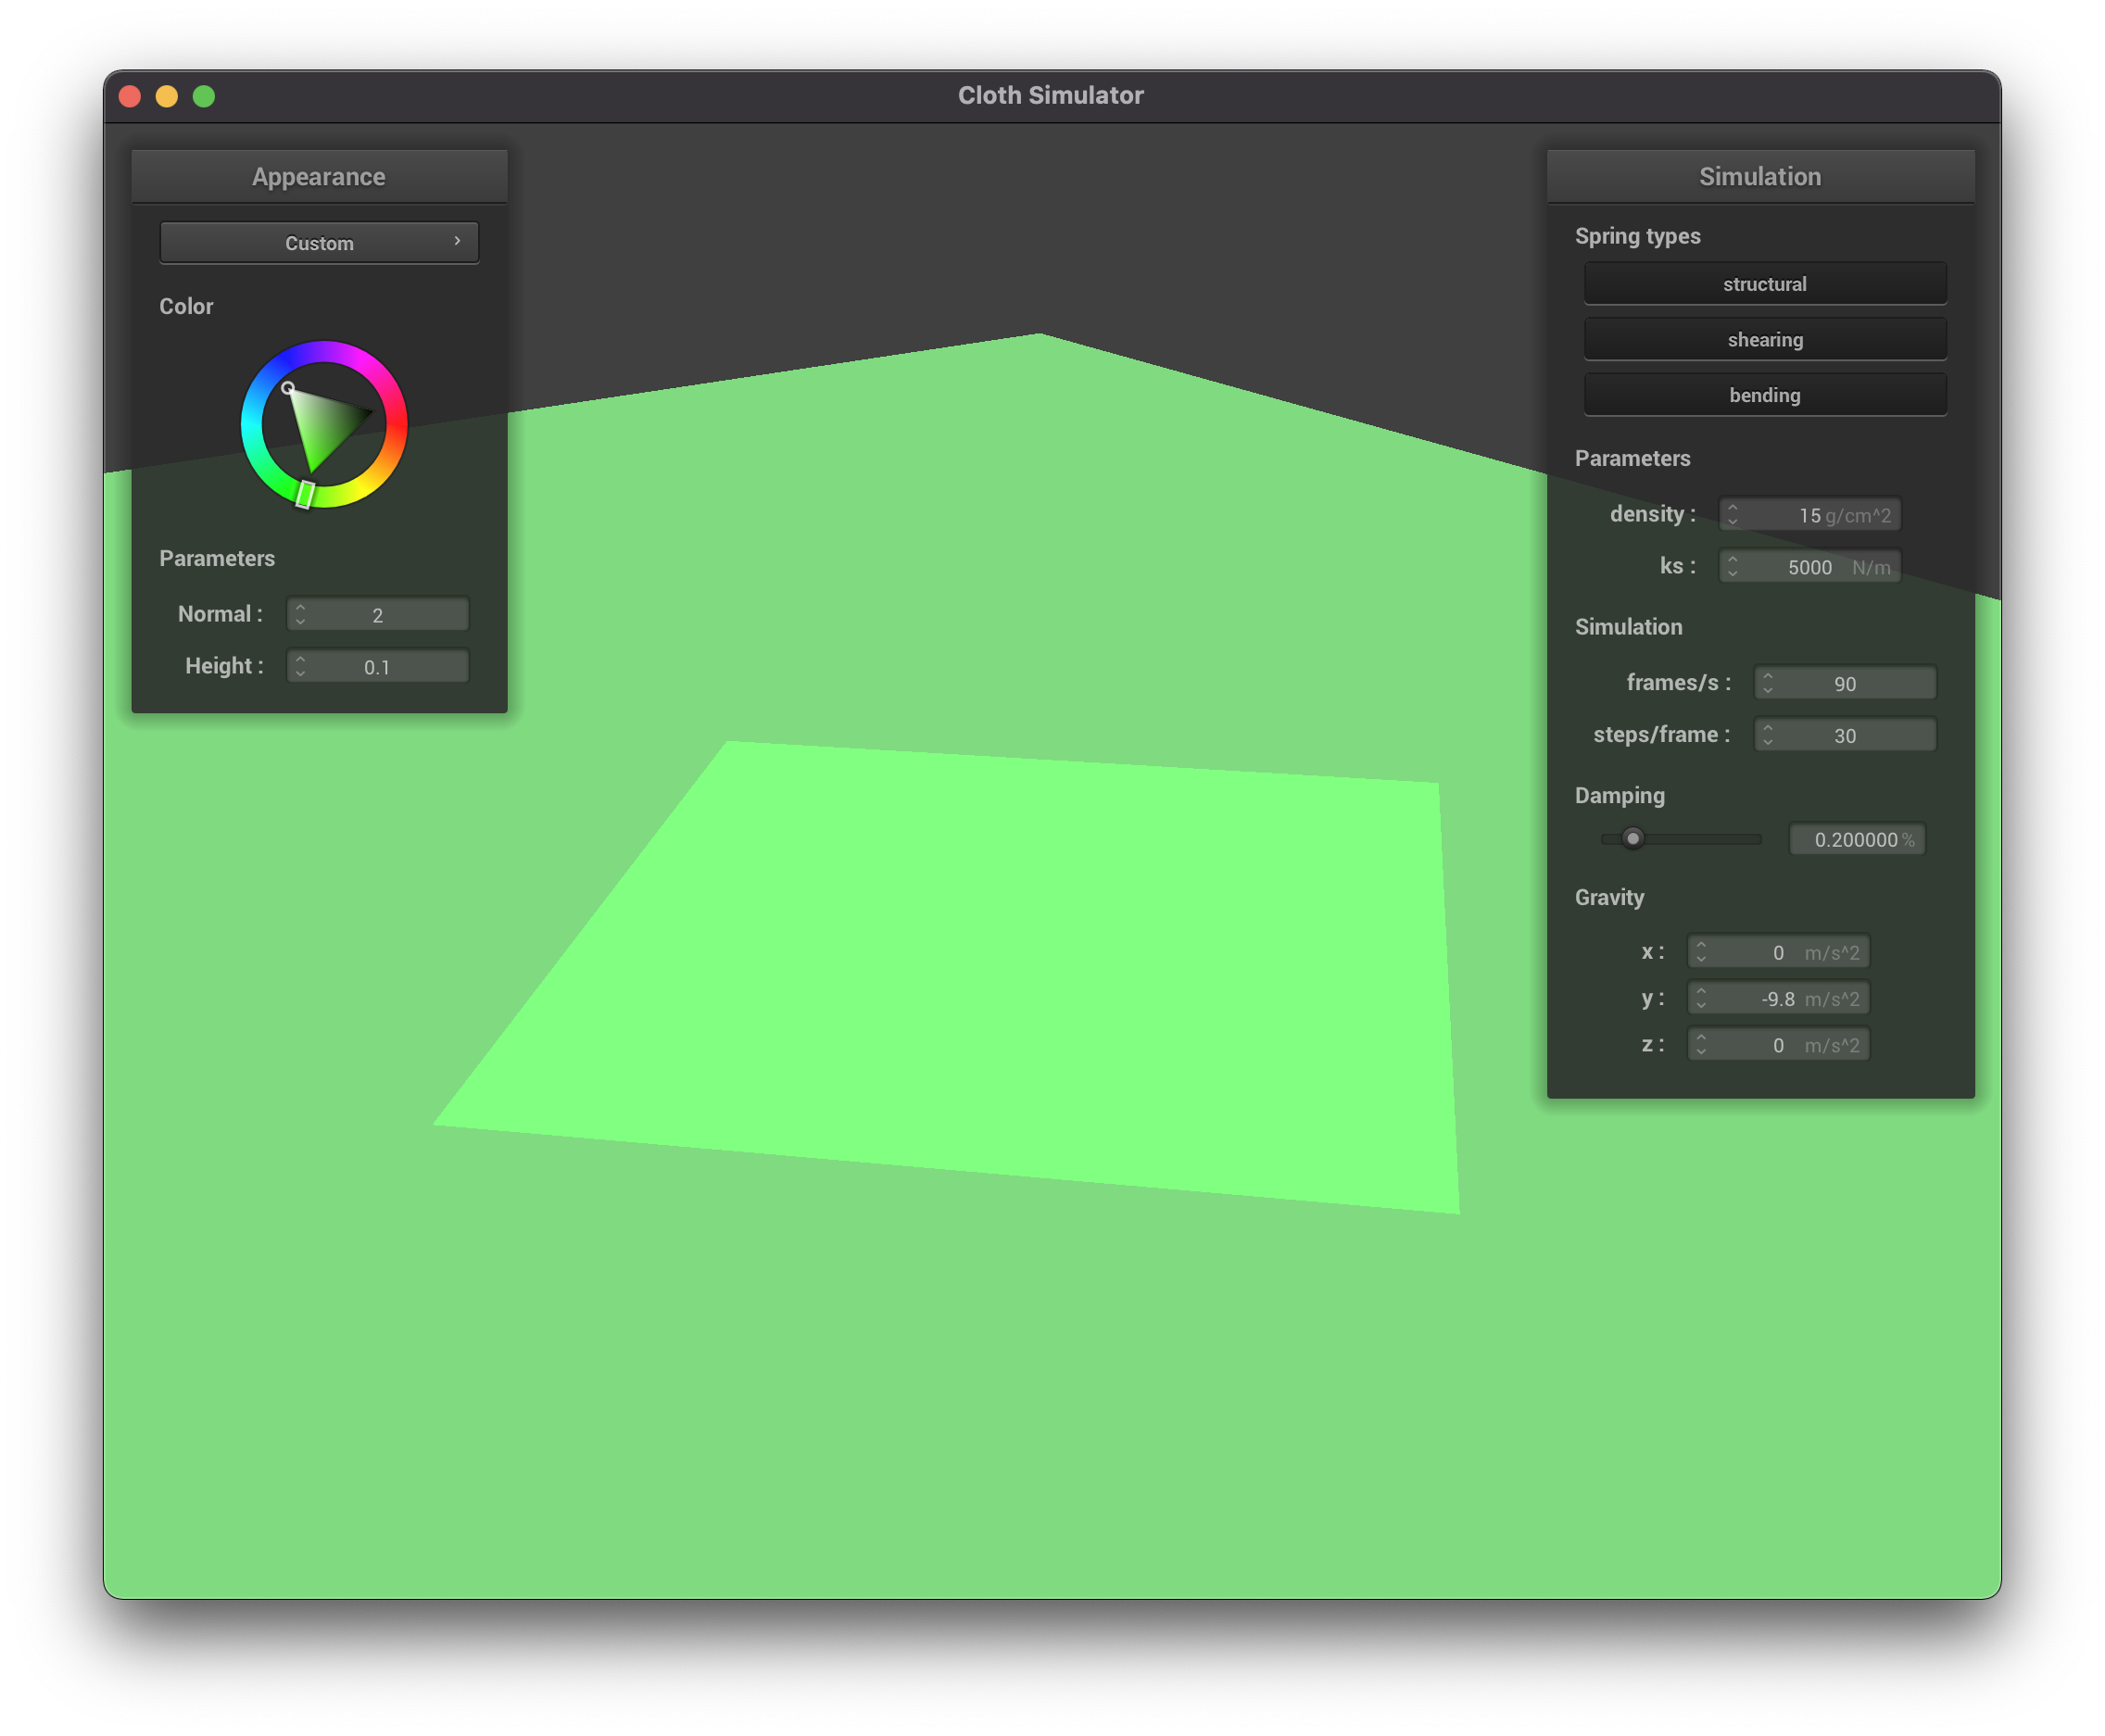 Cloth Simulator
Appearance
Custom
Color
Parameters
Normal : 2
Height : 0.1
Simulation
Spring types
structural
shearing
bending
Parameters
density : 15 g/cm^2
ks : 5000 N/m
Simulation
frames/s : 90
steps/frame : 30
Damping
0.200000 %
Gravity
x : 0 m/s^2
y : -9.8 m/s^2
z : 0 m/s^2